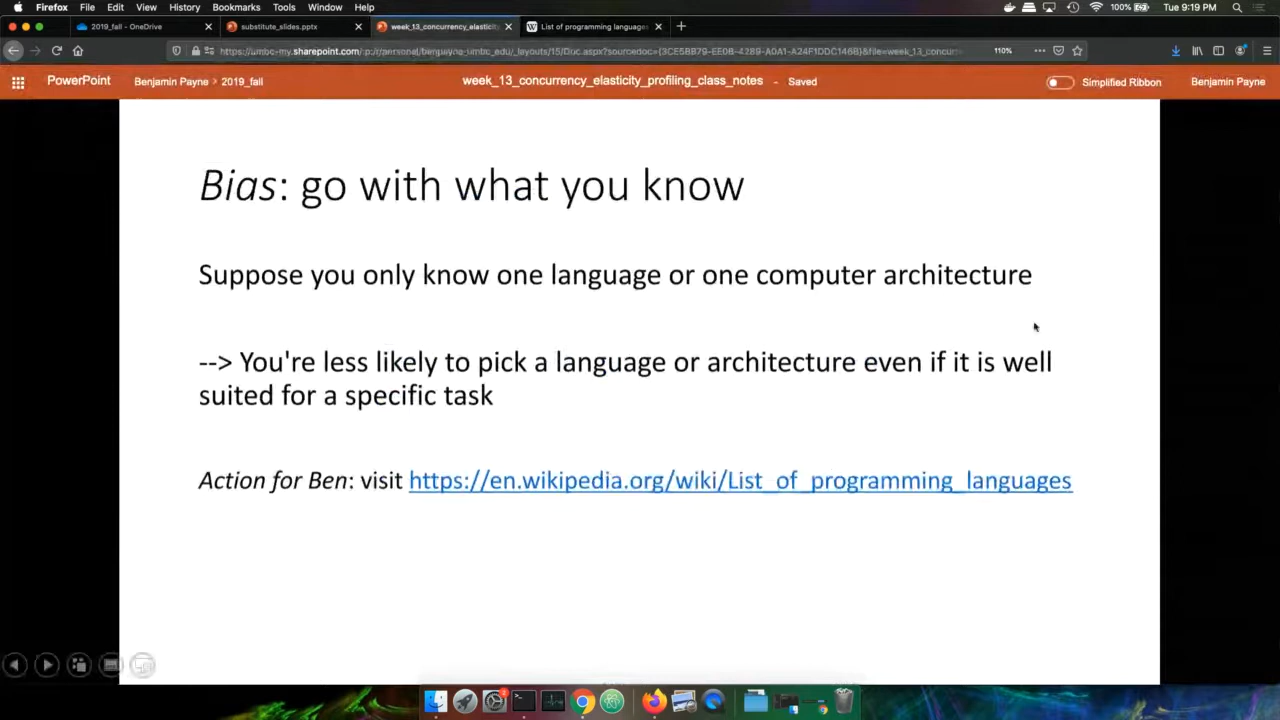 Firefox File Edit View History Bookmarks Tools Window Help 100% Tue 9:19 PM
2019_fall - OneDrive substitute_slides.pptx week_13_concurrency_elasticity List of programming languages
110%
PowerPoint Benjamin Payne > 2019_fall week_13_concurrency_elasticity_profiling_class_notes - Saved Simplified Ribbon Benjamin Payne
Bias: go with what you know
Suppose you only know one language or one computer architecture
--> You're less likely to pick a language or architecture even if it is well
suited for a specific task
Action for Ben: visit https://en.wikipedia.org/wiki/List_of_programming_languages